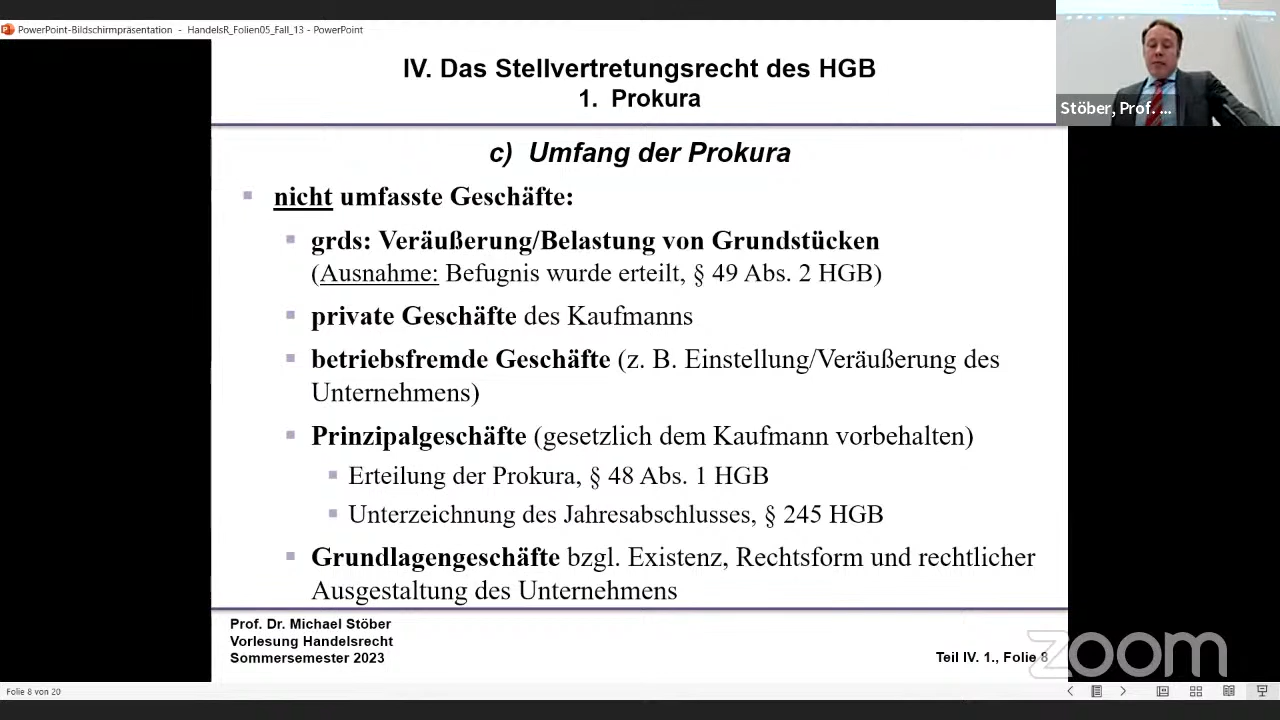 PowerPoint-Bildschirmpräsentation - HandelsR_Folien05_Fall_13 - PowerPoint
IV. Das Stellvertretungsrecht des HGB
1. Prokura
Stöber, Prof. ...
c) Umfang der Prokura
nicht umfasste Geschäfte:
grds: Veräußerung/Belastung von Grundstücken
(Ausnahme: Befugnis wurde erteilt, § 49 Abs. 2 HGB)
private Geschäfte des Kaufmanns
betriebsfremde Geschäfte (z. B. Einstellung/Veräußerung des
Unternehmens)
Prinzipalgeschäfte (gesetzlich dem Kaufmann vorbehalten)
Erteilung der Prokura, § 48 Abs. 1 HGB
Unterzeichnung des Jahresabschlusses, § 245 HGB
Grundlagengeschäfte bzgl. Existenz, Rechtsform und rechtlicher
Ausgestaltung des Unternehmens
Prof. Dr. Michael Stöber
Vorlesung Handelsrecht
Sommersemester 2023
Teil IV. 1., Folie 8
zoom
Folie 8 von 20